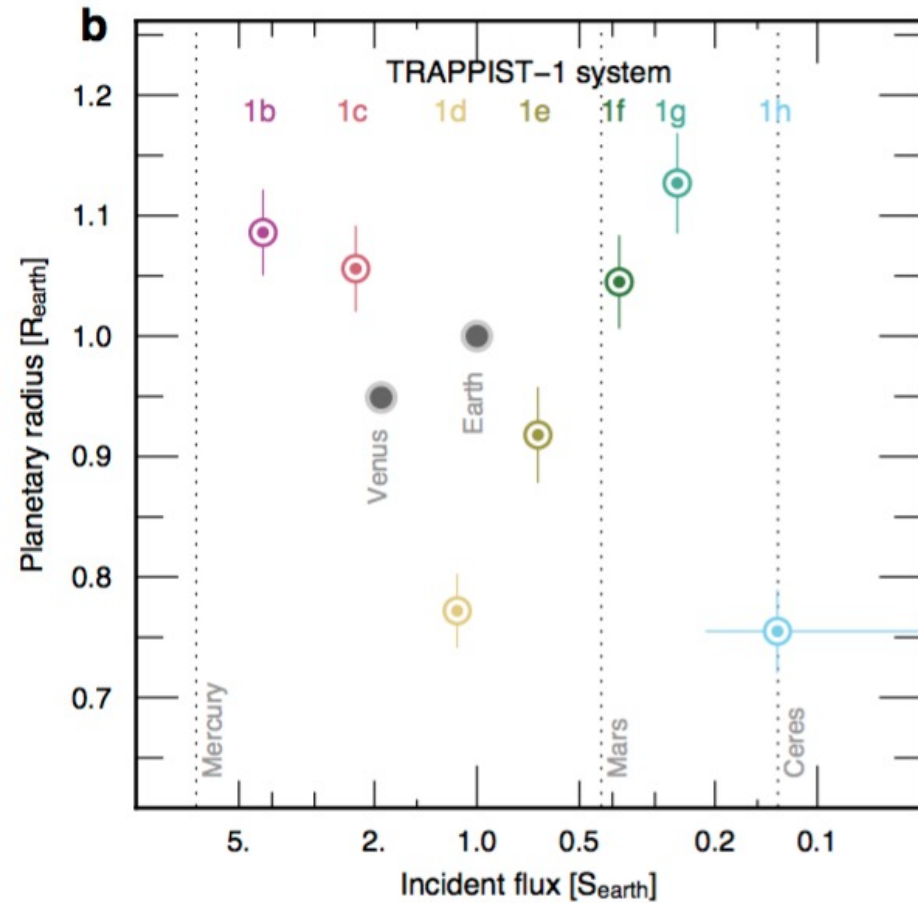 b
TRAPPIST–1 system
1b 1c 1d 1e 1f 1g 1h
1.2
1.1
1.0
0.9
0.8
0.7
Planetary radius [Rearth]
Venus
Earth
Mercury
Mars
Ceres
5. 2. 1.0 0.5 0.2 0.1
Incident flux [Searth]